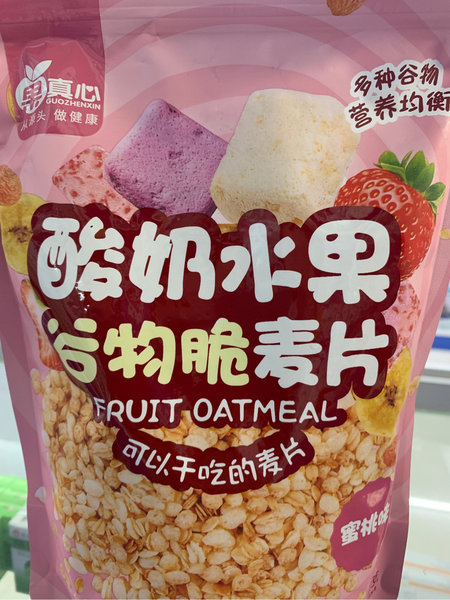 果真心
GUOZHENXIN
源头 做健康
多种谷物
营养均衡
酸奶水果
谷物脆麦片
FRUIT OATMEAL
可以干吃的麦片
蜜桃味